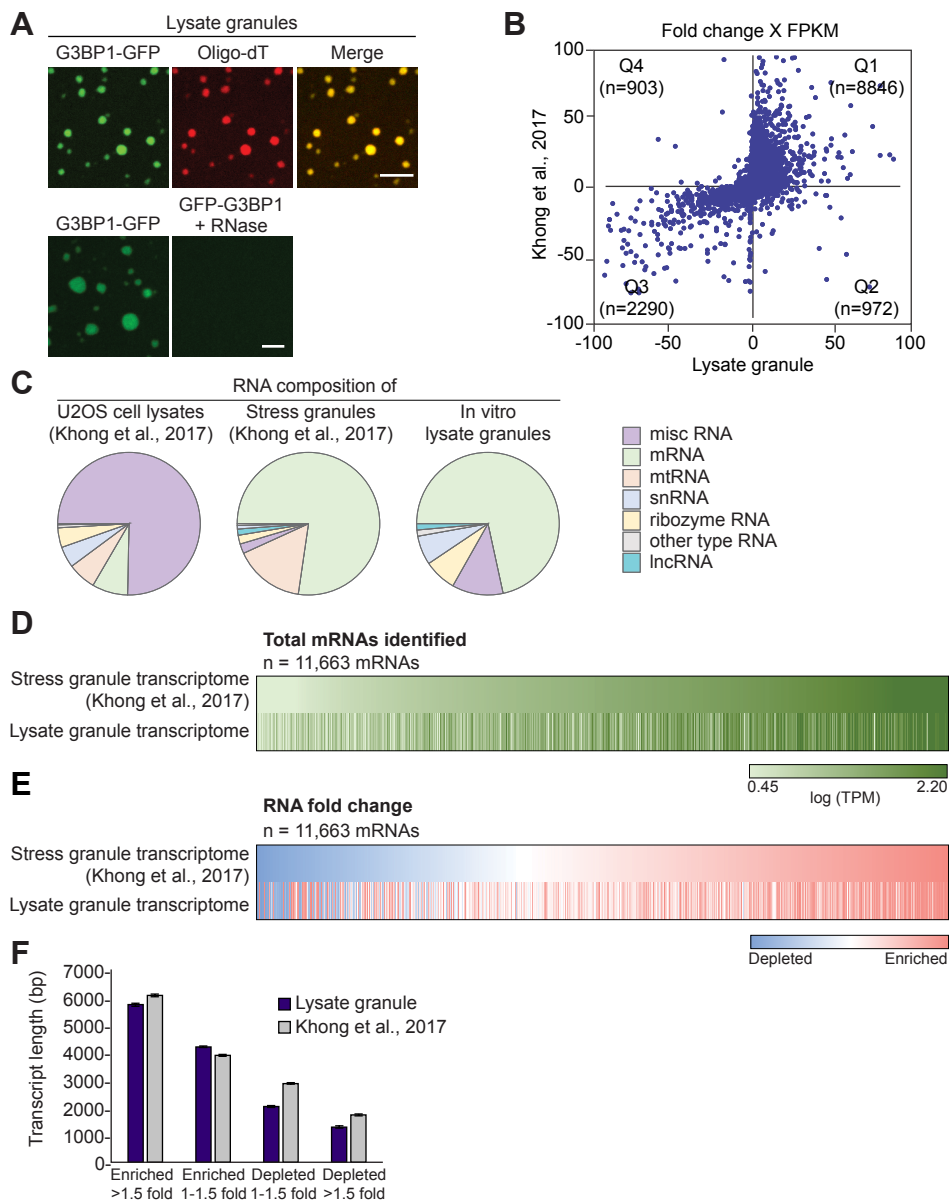 A
Lysate granules
G3BP1-GFP
Oligo-dT
Merge
G3BP1-GFP
GFP-G3BP1
+ RNase
B
Fold change X FPKM
Khong et al., 2017
100
50
0
-50
-100
Q4
(n=903)
Q1
(n=8846)
Q3
(n=2290)
Q2
(n=972)
-100
-50
0
50
100
Lysate granule
C
RNA composition of
U2OS cell lysates
(Khong et al., 2017)
Stress granules
(Khong et al., 2017)
In vitro
lysate granules
misc RNA
mRNA
mtRNA
snRNA
ribozyme RNA
other type RNA
lncRNA
D
Total mRNAs identified
n = 11,663 mRNAs
Stress granule transcriptome
(Khong et al., 2017)
Lysate granule transcriptome
0.45
2.20
log (TPM)
E
RNA fold change
n = 11,663 mRNAs
Stress granule transcriptome
(Khong et al., 2017)
Lysate granule transcriptome
Depleted
Enriched
F
Transcript length (bp)
7000
6000
5000
4000
3000
2000
1000
0
Lysate granule
Khong et al., 2017
Enriched
>1.5 fold
Enriched
1-1.5 fold
Depleted
1-1.5 fold
Depleted
>1.5 fold